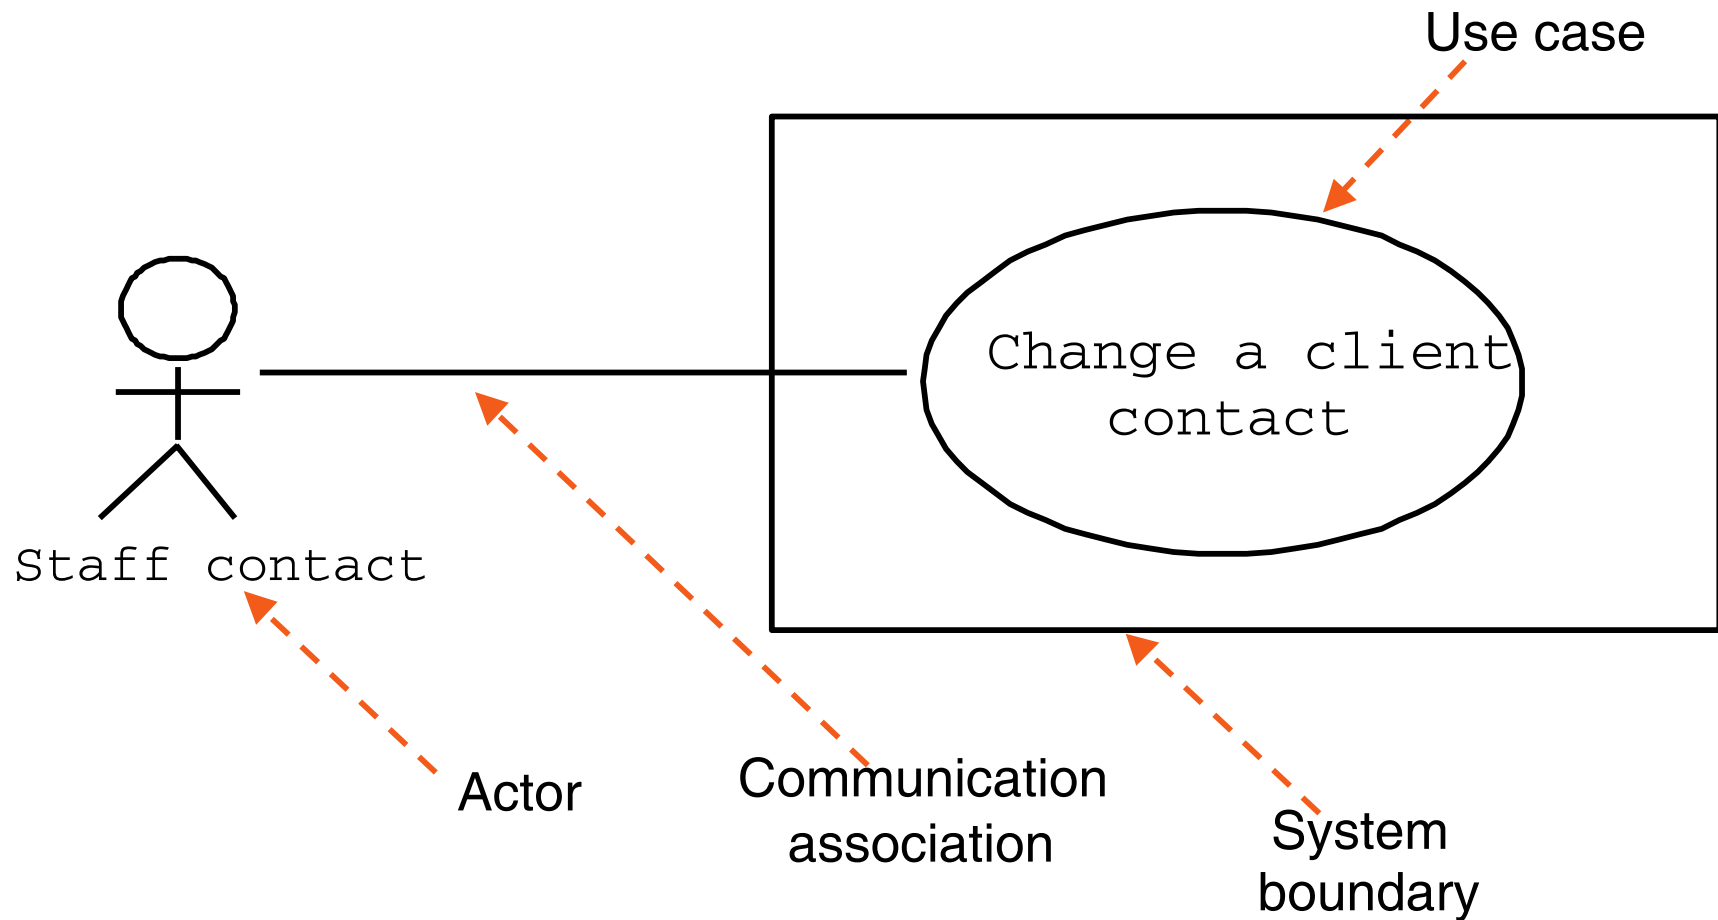 Use case
Change a client
contact
Staff contact
Actor
Communication
association
System
boundary